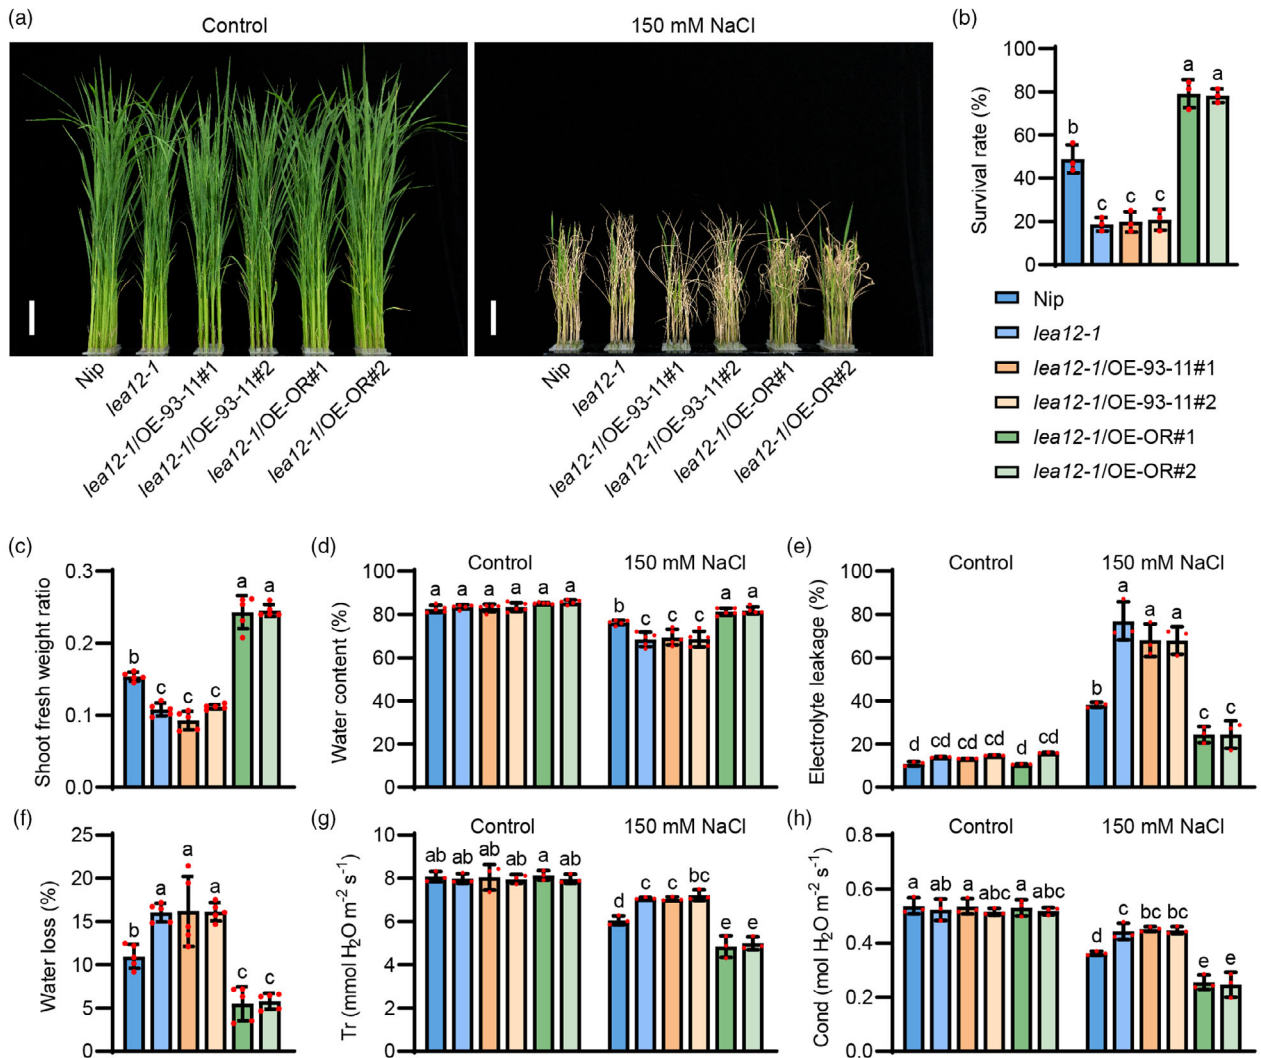 (a)
Control
150 mM NaCl
Nip
lea12-1
lea12-1/OE-93-11#1
lea12-1/OE-93-11#2
lea12-1/OE-OR#1
lea12-1/OE-OR#2
Nip
lea12-1
lea12-1/OE-93-11#1
lea12-1/OE-93-11#2
lea12-1/OE-OR#1
lea12-1/OE-OR#2
(b)
Survival rate (%)
100
80
60
40
20
0
b
c
c
c
a
a
Nip
lea12-1
lea12-1/OE-93-11#1
lea12-1/OE-93-11#2
lea12-1/OE-OR#1
lea12-1/OE-OR#2
(c)
Shoot fresh weight ratio
0.3
0.2
0.1
0.0
b
c
c
c
a
a
(d)
Control
150 mM NaCl
Water content (%)
100
80
60
40
20
0
a
a
a
a
a
a
b
c
c
c
a
a
(e)
Control
150 mM NaCl
Electrolyte leakage (%)
100
80
60
40
20
0
d
cd
cd
cd
d
cd
b
a
a
a
c
c
(f)
Water loss (%)
25
20
15
10
5
0
b
a
a
a
c
c
(g)
Control
150 mM NaCl
Tr (mmol H₂O m⁻² s⁻¹)
10
8
6
4
2
0
ab
ab
ab
ab
a
ab
d
c
c
bc
e
e
(h)
Control
150 mM NaCl
Cond (mol H₂O m⁻² s⁻¹)
0.8
0.6
0.4
0.2
0.0
a
ab
a
abc
a
abc
d
c
bc
bc
e
e